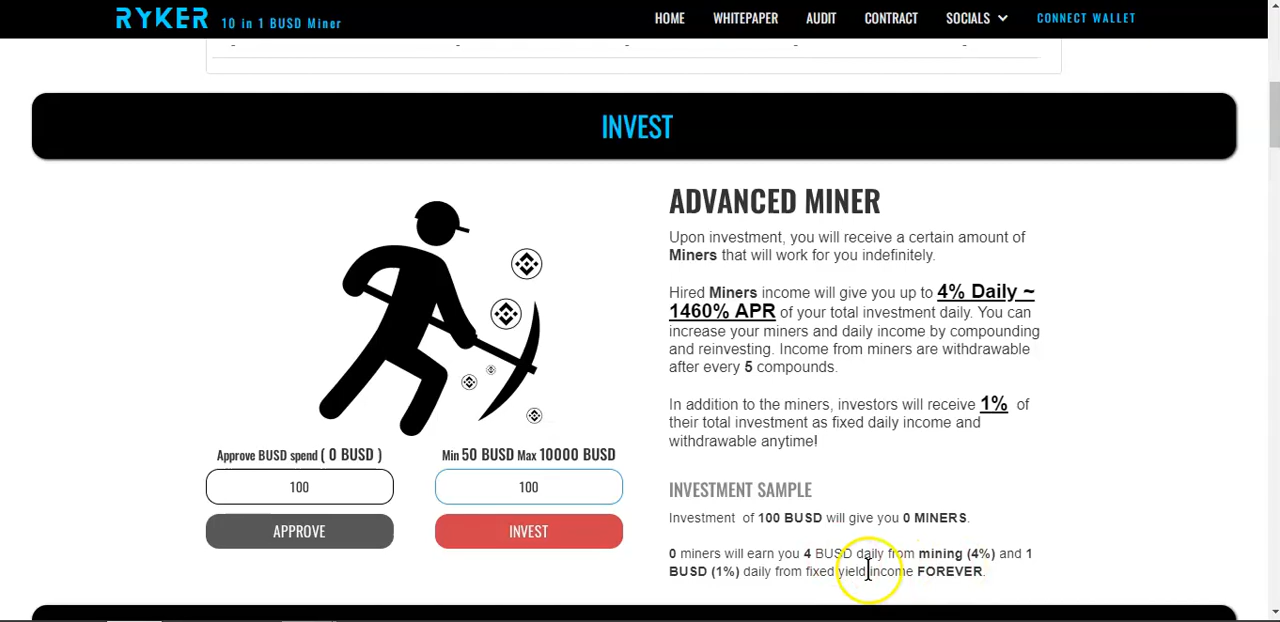 RYKER 10 in 1 BUSD Miner HOME WHITEPAPER AUDIT CONTRACT SOCIALS CONNECT WALLET
INVEST
ADVANCED MINER
Upon investment, you will receive a certain amount of
Miners that will work for you indefinitely.
Hired Miners income will give you up to 4% Daily ~
1460% APR of your total investment daily. You can
increase your miners and daily income by compounding
and reinvesting. Income from miners are withdrawable
after every 5 compounds.
In addition to the miners, investors will receive 1% of
their total investment as fixed daily income and
withdrawable anytime!
Approve BUSD spend ( 0 BUSD ) Min 50 BUSD Max 10000 BUSD
100 100
APPROVE INVEST
INVESTMENT SAMPLE
Investment of 100 BUSD will give you 0 MINERS.
0 miners will earn you 4 BUSD daily from mining (4%) and 1
BUSD (1%) daily from fixed yield income FOREVER.